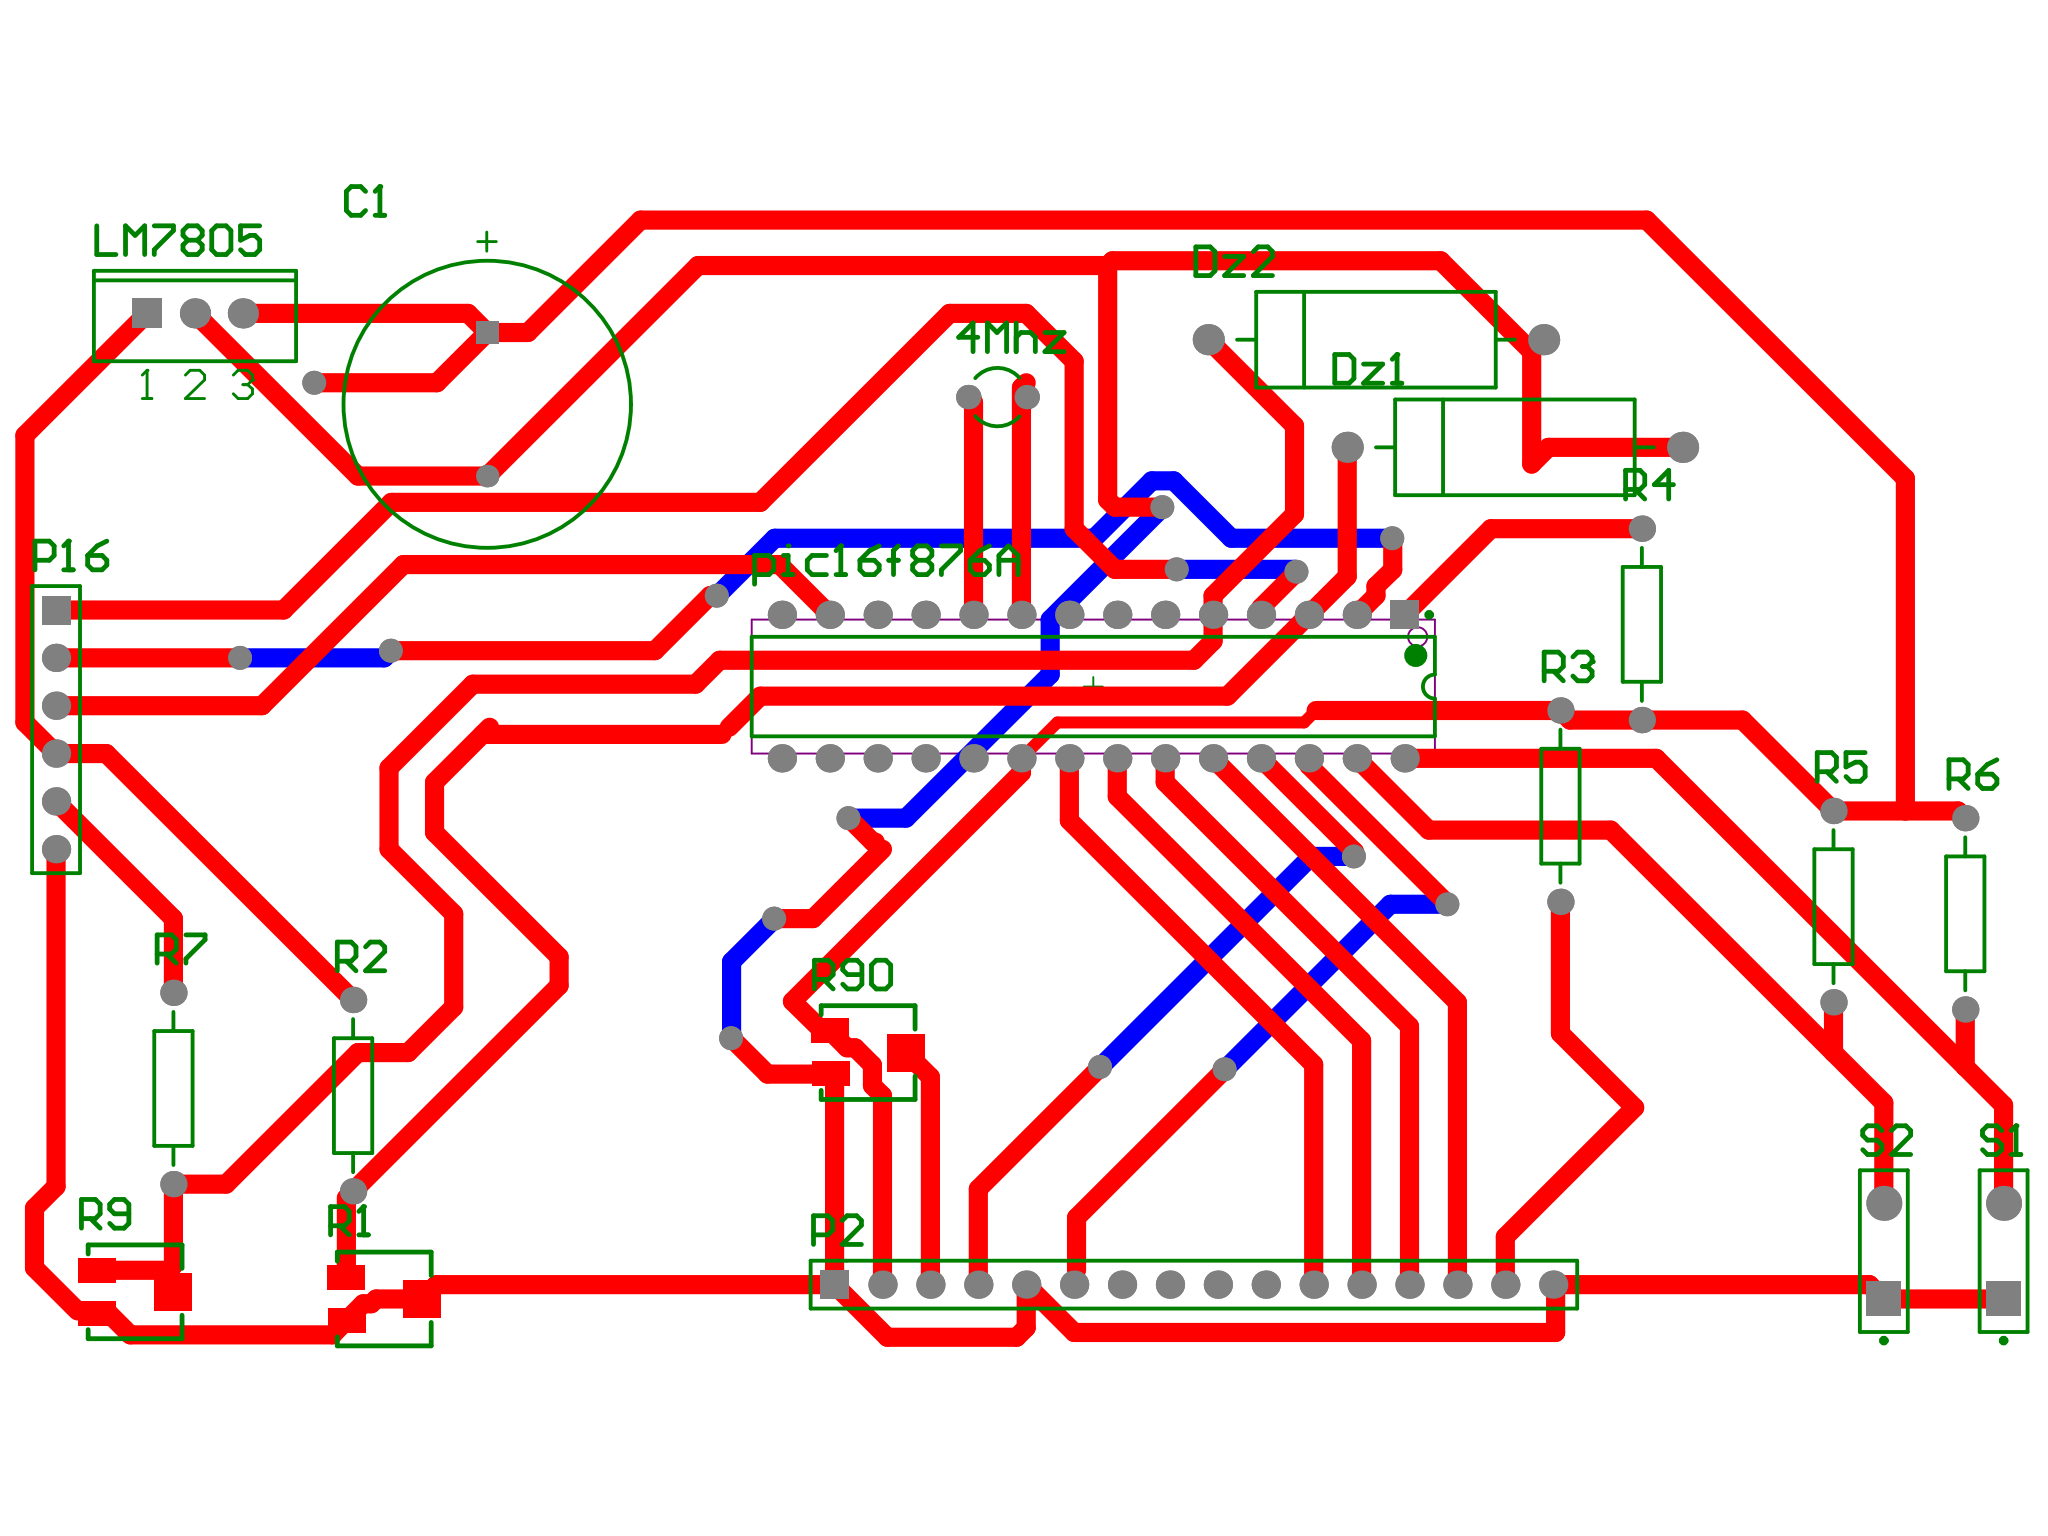 C1
LM7805
1 2 3
Dz2
4Mhz
Dz1
R4
P16
pic16f876A
R3
R5
R6
R7
R2
R90
S2
S1
R9
R1
P2